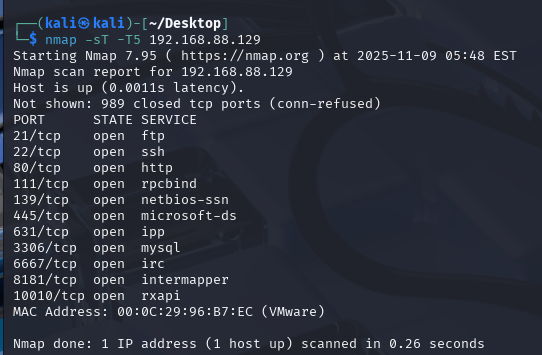 ┌──(kali㉿kali)-[~/Desktop]
└─$ nmap -sT -T5 192.168.88.129
Starting Nmap 7.95 ( https://nmap.org ) at 2025-11-09 05:48 EST
Nmap scan report for 192.168.88.129
Host is up (0.0011s latency).
Not shown: 989 closed tcp ports (conn-refused)
PORT      STATE SERVICE
21/tcp    open  ftp
22/tcp    open  ssh
80/tcp    open  http
111/tcp   open  rpcbind
139/tcp   open  netbios-ssn
445/tcp   open  microsoft-ds
631/tcp   open  ipp
3306/tcp  open  mysql
6667/tcp  open  irc
8181/tcp  open  intermapper
10010/tcp open  rxapi
MAC Address: 00:0C:29:96:B7:EC (VMware)
Nmap done: 1 IP address (1 host up) scanned in 0.26 seconds